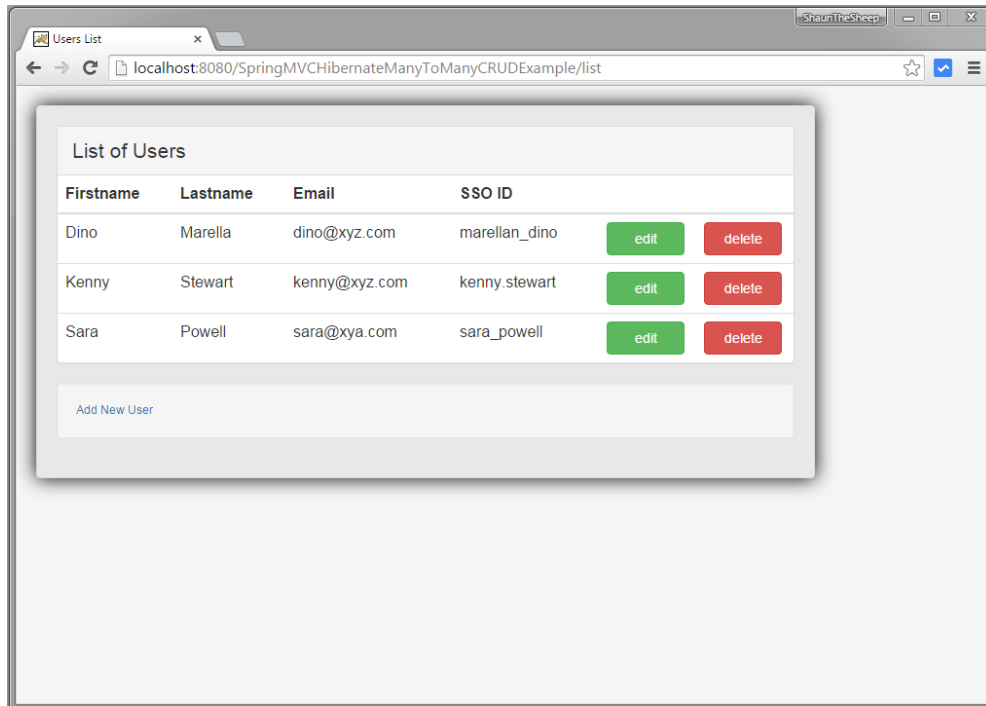 ShaunTheSheep
Users List
localhost:8080/SpringMVCHibernateManyToManyCRUDExample/list
List of Users
Firstname Lastname Email SSO ID
Dino Marella dino@xyz.com marellan_dino edit delete
Kenny Stewart kenny@xyz.com kenny.stewart edit delete
Sara Powell sara@xya.com sara_powell edit delete
Add New User